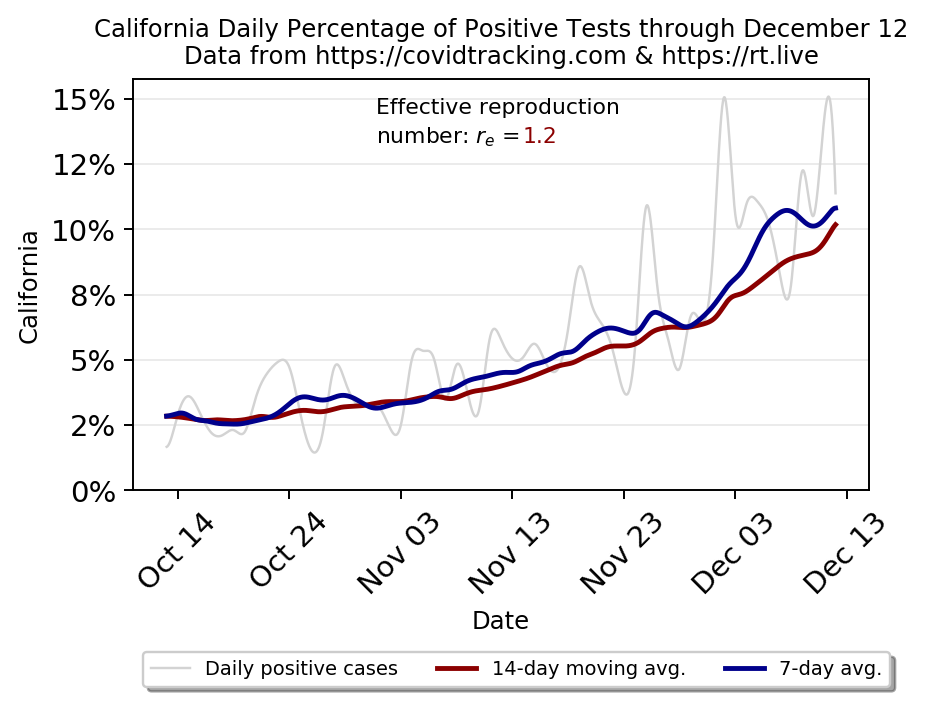 California Daily Percentage of Positive Tests through December 12
Data from https://covidtracking.com & https://rt.live
15%
12%
10%
8%
5%
2%
0%
California
Effective reproduction
number: rₑ =1.2
Oct 14
Oct 24
Nov 03
Nov 13
Nov 23
Dec 03
Dec 13
Date
Daily positive cases
14-day moving avg.
7-day avg.